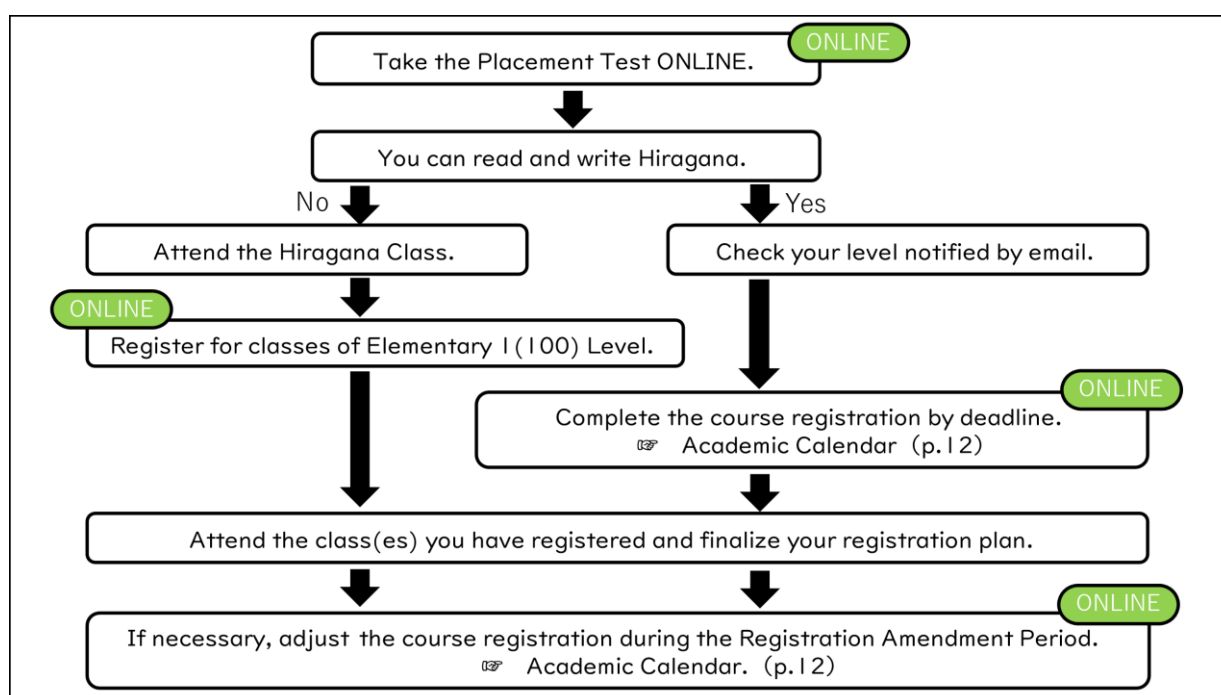 ONLINE
Take the Placement Test ONLINE.
You can read and write Hiragana.
No
Yes
Attend the Hiragana Class.
Check your level notified by email.
ONLINE
Register for classes of Elementary 1(100) Level.
ONLINE
Complete the course registration by deadline.
☞ Academic Calendar (p.12)
Attend the class(es) you have registered and finalize your registration plan.
ONLINE
If necessary, adjust the course registration during the Registration Amendment Period.
☞ Academic Calendar. (p.12)